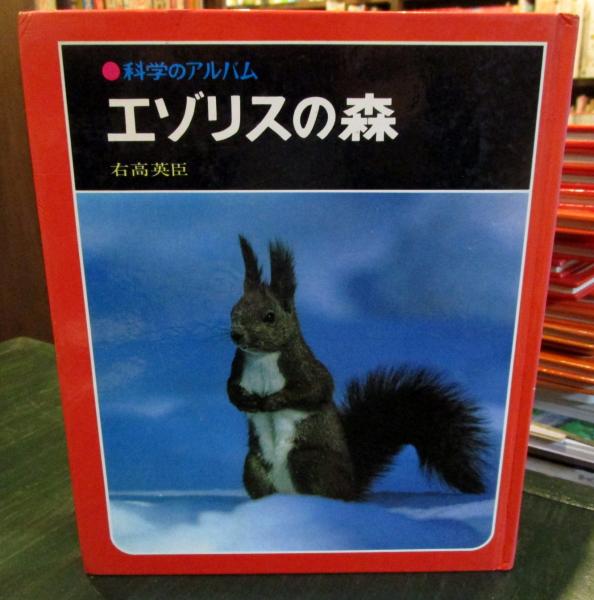 ●科学のアルバム
エゾリスの森
右高英臣